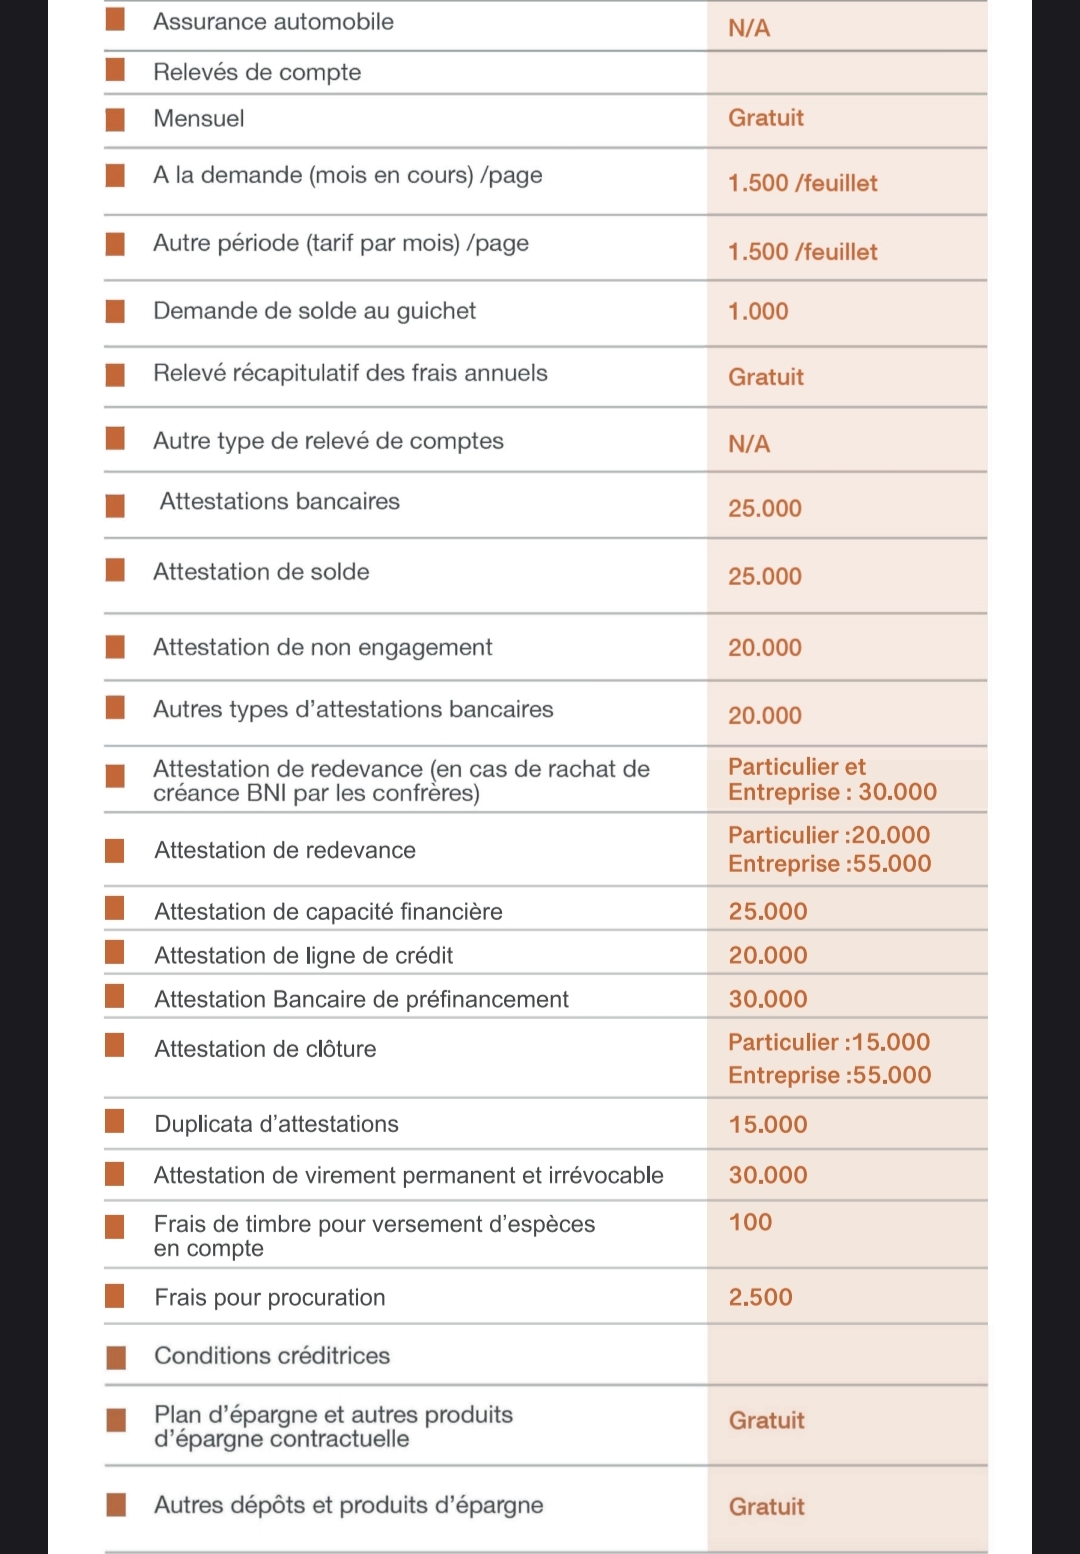 Assurance automobile
N/A
Relevés de compte
Mensuel
Gratuit
A la demande (mois en cours) /page
1.500 /feuillet
Autre période (tarif par mois) /page
1.500 /feuillet
Demande de solde au guichet
1.000
Relevé récapitulatif des frais annuels
Gratuit
Autre type de relevé de comptes
N/A
Attestations bancaires
25.000
Attestation de solde
25.000
Attestation de non engagement
20.000
Autres types d’attestations bancaires
20.000
Attestation de redevance (en cas de rachat de
créance BNI par les confrères)
Particulier et
Entreprise : 30.000
Attestation de redevance
Particulier :20.000
Entreprise :55.000
Attestation de capacité financière
25.000
Attestation de ligne de crédit
20.000
Attestation Bancaire de préfinancement
30.000
Attestation de clôture
Particulier :15.000
Entreprise :55.000
Duplicata d’attestations
15.000
Attestation de virement permanent et irrévocable
30.000
Frais de timbre pour versement d’espèces
en compte
100
Frais pour procuration
2.500
Conditions créditrices
Plan d’épargne et autres produits
d’épargne contractuelle
Gratuit
Autres dépôts et produits d’épargne
Gratuit